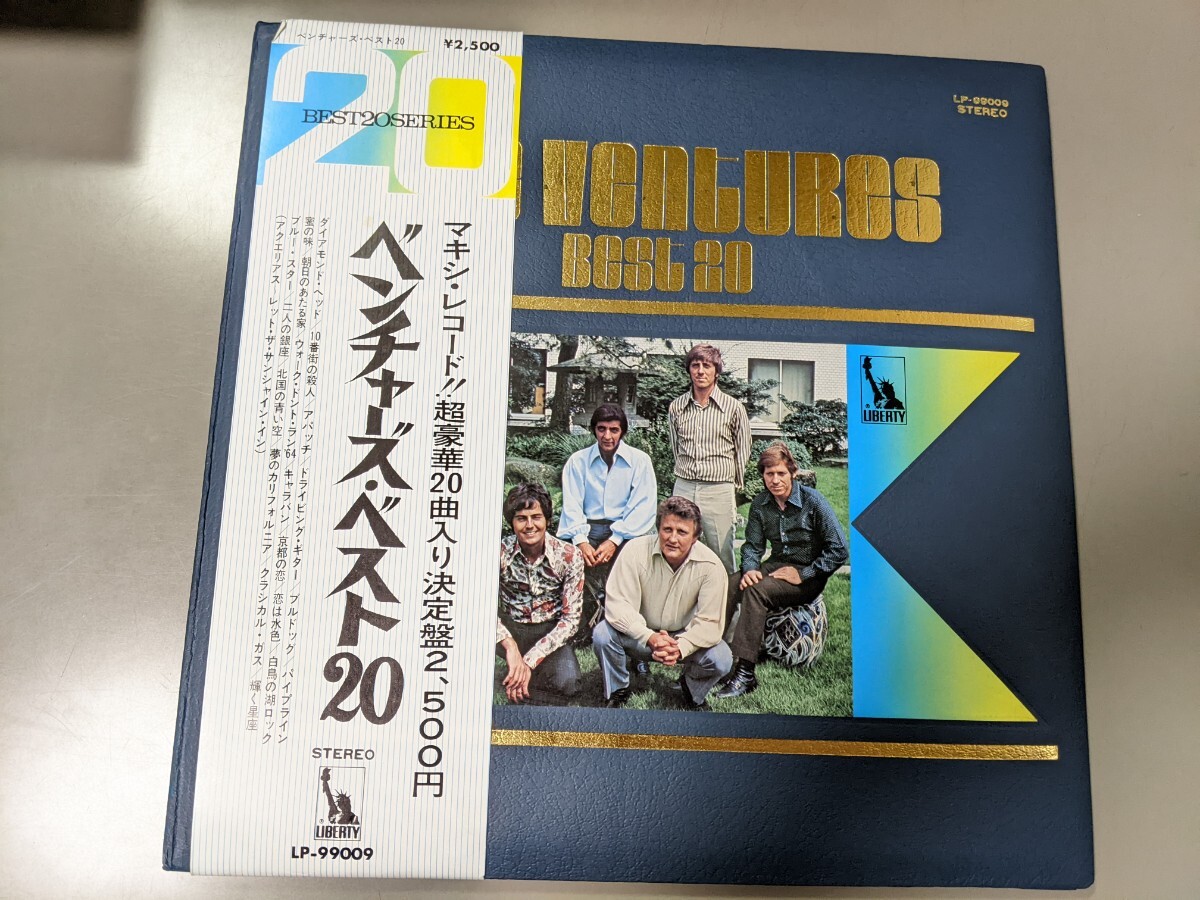 ベンチャーズ・ベスト20
¥2,500
20
BEST20SERIES
マキシ・レコード!!超豪華20曲入り決定盤2,500円
ベンチャーズ・ベスト20
ダイアモンド・ヘッド/10番街の殺人/アパッチ/ドライビング・ギター/ブルドッグ/パイプライン
蜜の味/朝日のあたる家/ウォーク・ドント・ラン'64/キャラバン/京都の恋/恋は水色/白鳥の湖ロック
ブルー・スター/二人の銀座/北国の青い空/夢のカリフォルニア/クラシカル・ガス/輝く星座
(アクエリアス レット・ザ・サンシャイン・イン)
STEREO
LIBERTY
LP-99009
LP-99009
STEREO
Ventures
Best 20
LIBERTY